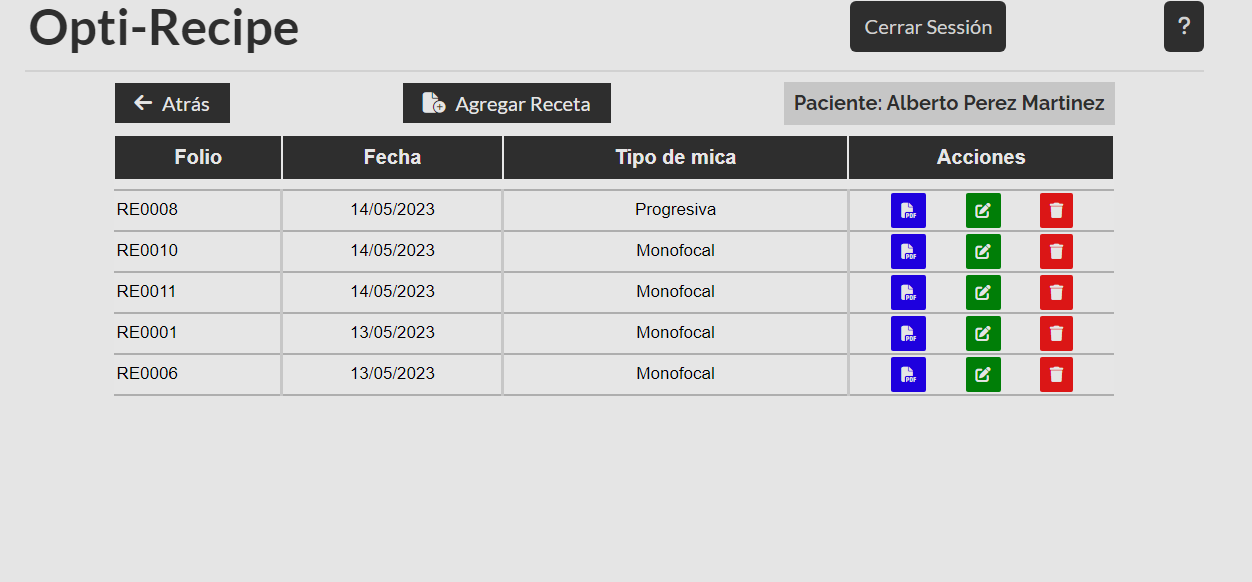 Opti-Recipe
Cerrar Sessión
?
Atrás
Agregar Receta
Paciente: Alberto Perez Martinez
Folio Fecha Tipo de mica Acciones
RE0008 14/05/2023 Progresiva PDF
RE0010 14/05/2023 Monofocal PDF
RE0011 14/05/2023 Monofocal PDF
RE0001 13/05/2023 Monofocal PDF
RE0006 13/05/2023 Monofocal PDF